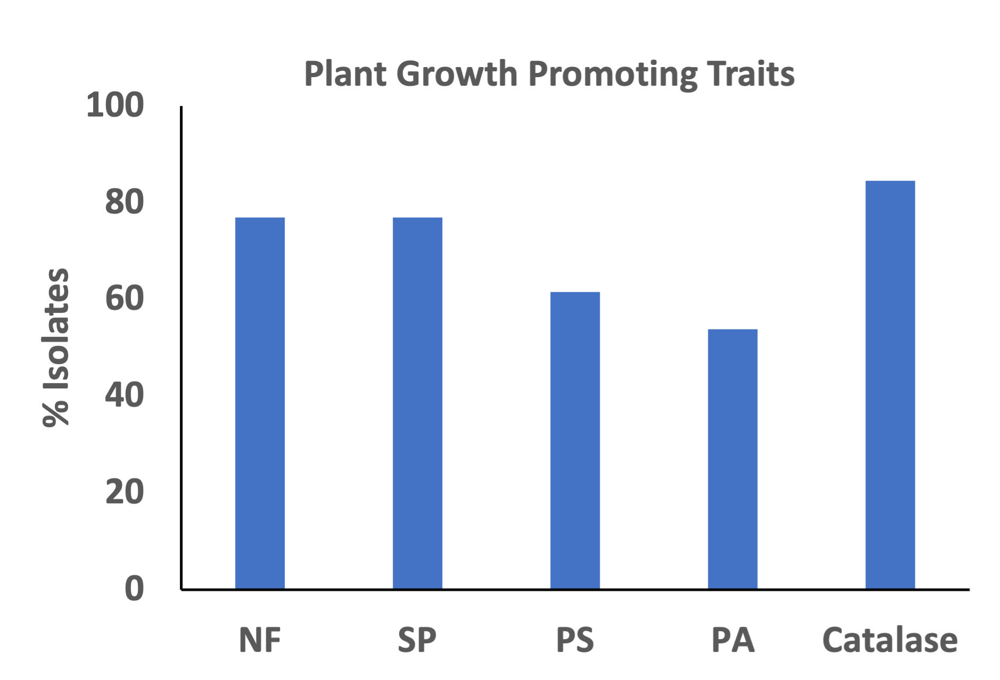 Plant Growth Promoting Traits
100
80
60
40
20
0
% Isolates
NF
SP
PS
PA
Catalase